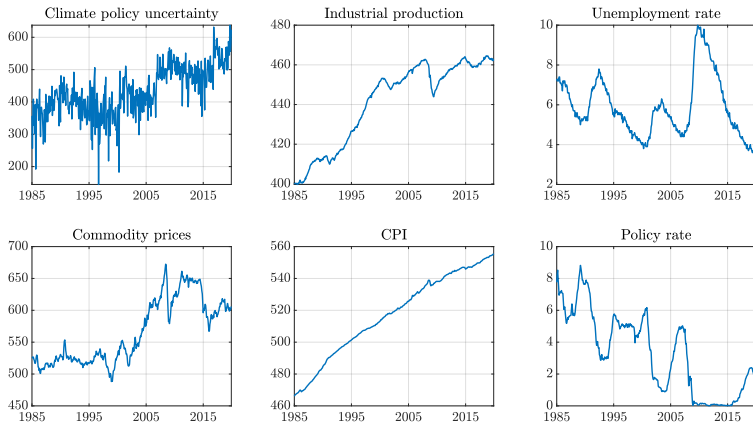 Climate policy uncertainty
600
500
400
300
200
1985 1995 2005 2015
Industrial production
480
460
440
420
400
1985 1995 2005 2015
Unemployment rate
10
8
6
4
2
1985 1995 2005 2015
Commodity prices
700
650
600
550
500
450
1985 1995 2005 2015
CPI
560
540
520
500
480
460
1985 1995 2005 2015
Policy rate
10
8
6
4
2
0
1985 1995 2005 2015